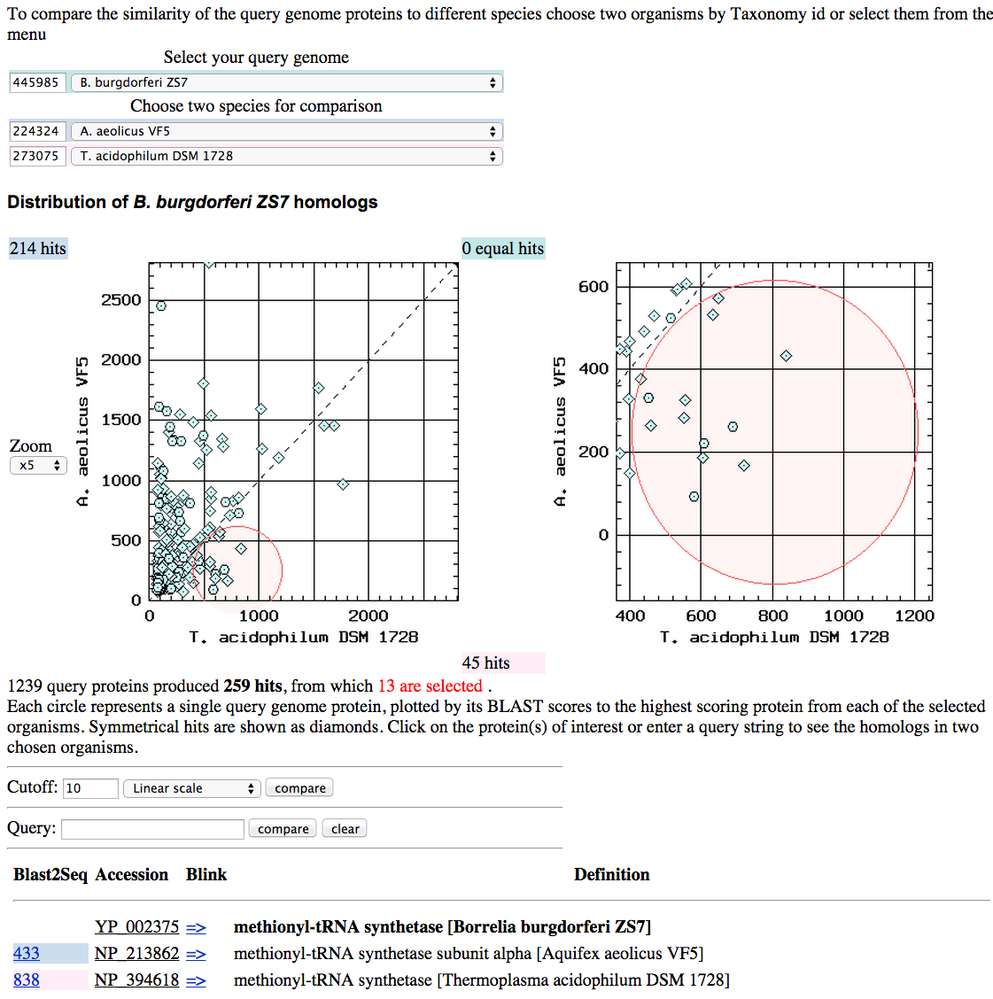 To compare the similarity of the query genome proteins to different species choose two organisms by Taxonomy id or select them from the
menu
Select your query genome
445985 B. burgdorferi ZS7
Choose two species for comparison
224324 A. aeolicus VF5
273075 T. acidophilum DSM 1728
Distribution of B. burgdorferi ZS7 homologs
214 hits
0 equal hits
Zoom
x5
A. aeolicus VF5
2500
2000
1500
1000
500
0
0 1000 2000
T. acidophilum DSM 1728
A. aeolicus VF5
600
400
200
0
400 600 800 1000 1200
T. acidophilum DSM 1728
45 hits
1239 query proteins produced 259 hits, from which 13 are selected .
Each circle represents a single query genome protein, plotted by its BLAST scores to the highest scoring protein from each of the selected
organisms. Symmetrical hits are shown as diamonds. Click on the protein(s) of interest or enter a query string to see the homologs in two
chosen organisms.
Cutoff: 10 Linear scale compare
Query: compare clear
Blast2Seq Accession Blink Definition
YP_002375 => methionyl-tRNA synthetase [Borrelia burgdorferi ZS7]
433 NP_213862 => methionyl-tRNA synthetase subunit alpha [Aquifex aeolicus VF5]
838 NP_394618 => methionyl-tRNA synthetase [Thermoplasma acidophilum DSM 1728]